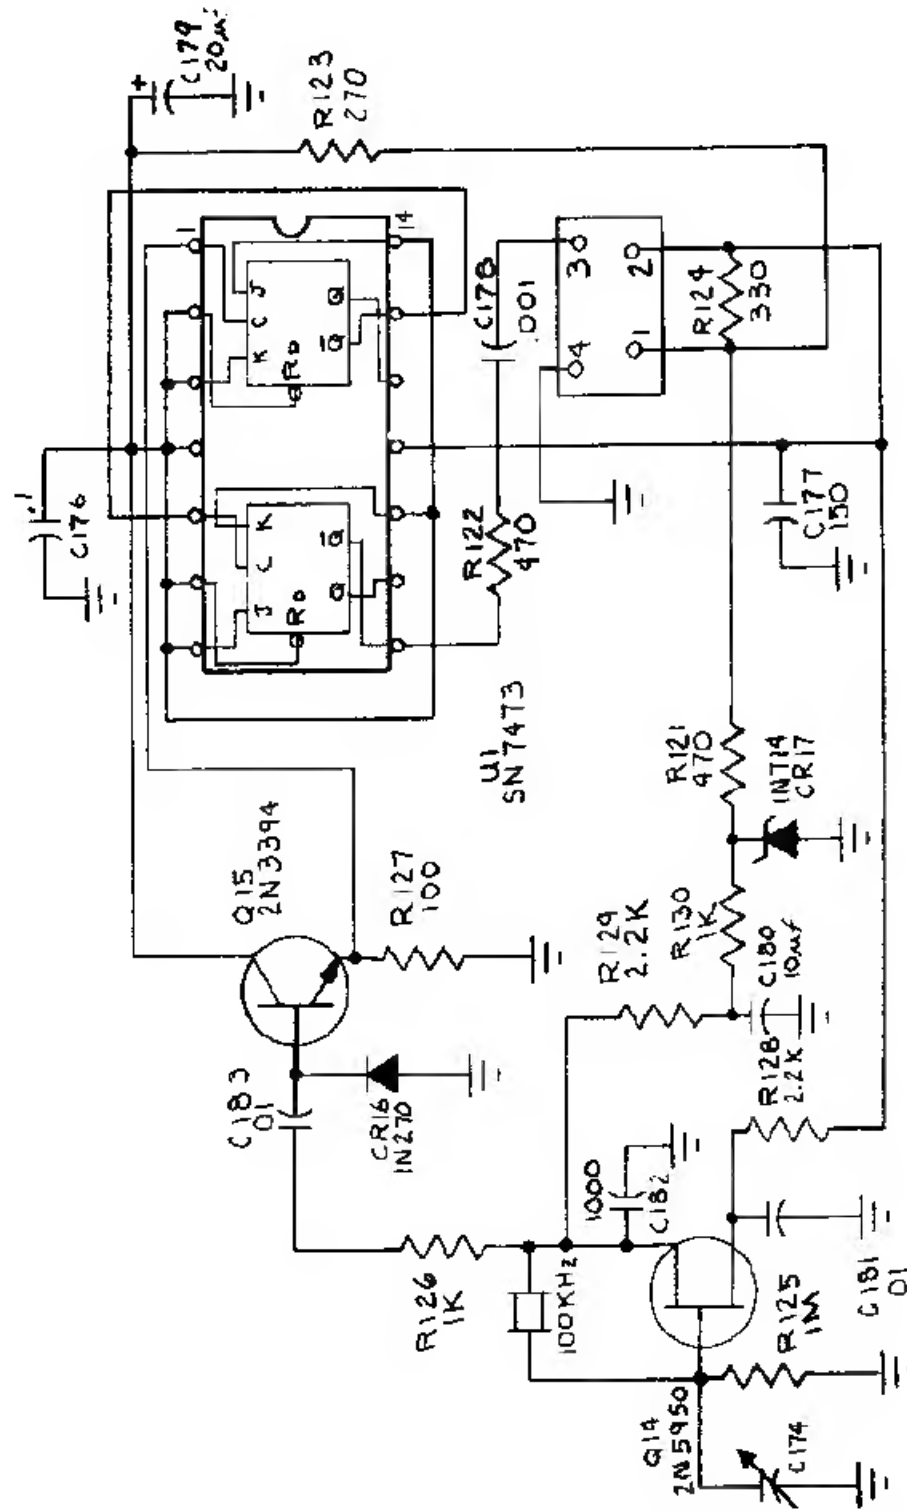 C179
20µf
R123
270
C176
.1
1
14
J
C
K
RD
Q
Q̅
K
C
J
RD
Q̅
Q
C178
.001
3
4
2
1
R122
470
R124
330
U1
SN7473
C177
150
Q15
2N3394
R127
100
R121
470
1N714
CR17
R129
2.2K
R130
1K
C180
10µf
R128
2.2K
C183
.01
CR16
1N270
1000
C182
R126
1K
100KHz
R125
1M
C181
.01
Q14
2N5950
C174